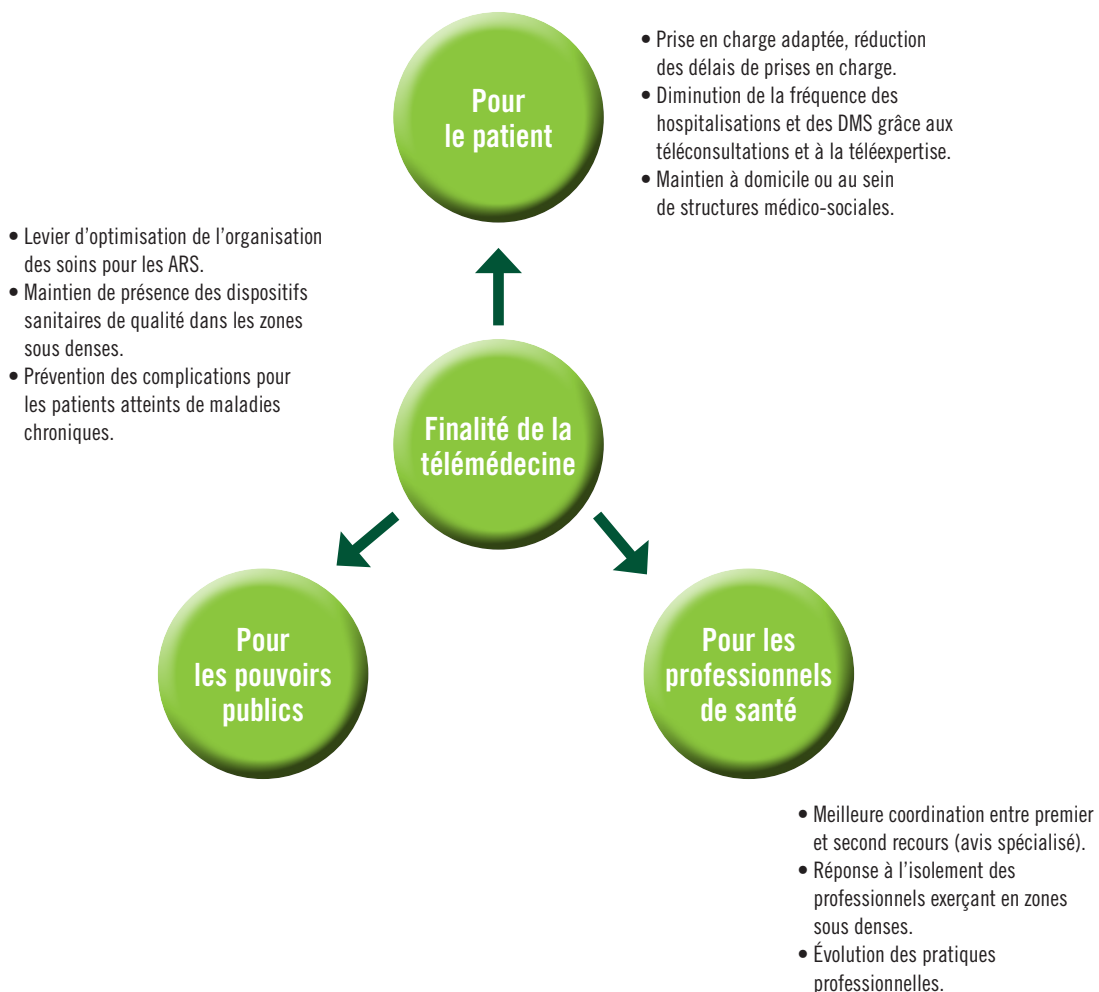 Pour
le patient
• Prise en charge adaptée, réduction
des délais de prises en charge.
• Diminution de la fréquence des
hospitalisations et des DMS grâce aux
téléconsultations et à la téléexpertise.
• Maintien à domicile ou au sein
de structures médico-sociales.
• Levier d'optimisation de l'organisation
des soins pour les ARS.
• Maintien de présence des dispositifs
sanitaires de qualité dans les zones
sous denses.
• Prévention des complications pour
les patients atteints de maladies
chroniques.
Finalité de la
télémédecine
Pour
les pouvoirs
publics
Pour les
professionnels
de santé
• Meilleure coordination entre premier
et second recours (avis spécialisé).
• Réponse à l'isolement des
professionnels exerçant en zones
sous denses.
• Évolution des pratiques
professionnelles.